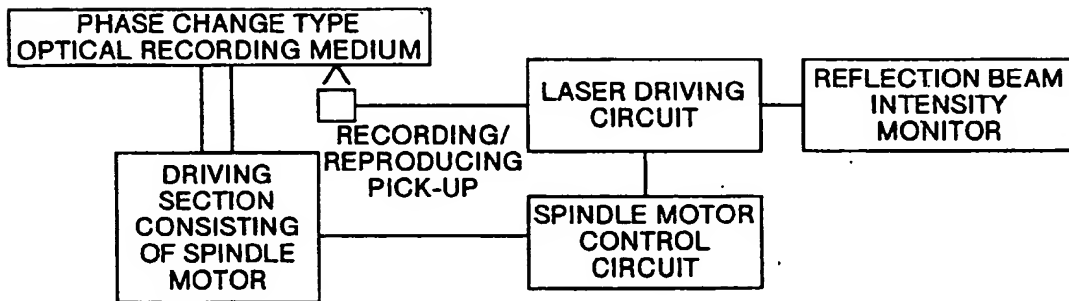 PHASE CHANGE TYPE
OPTICAL RECORDING MEDIUM
LASER DRIVING
CIRCUIT
REFLECTION BEAM
INTENSITY
MONITOR
RECORDING/
REPRODUCING
PICK-UP
DRIVING
SECTION
CONSISTING
OF SPINDLE
MOTOR
SPINDLE MOTOR
CONTROL
CIRCUIT